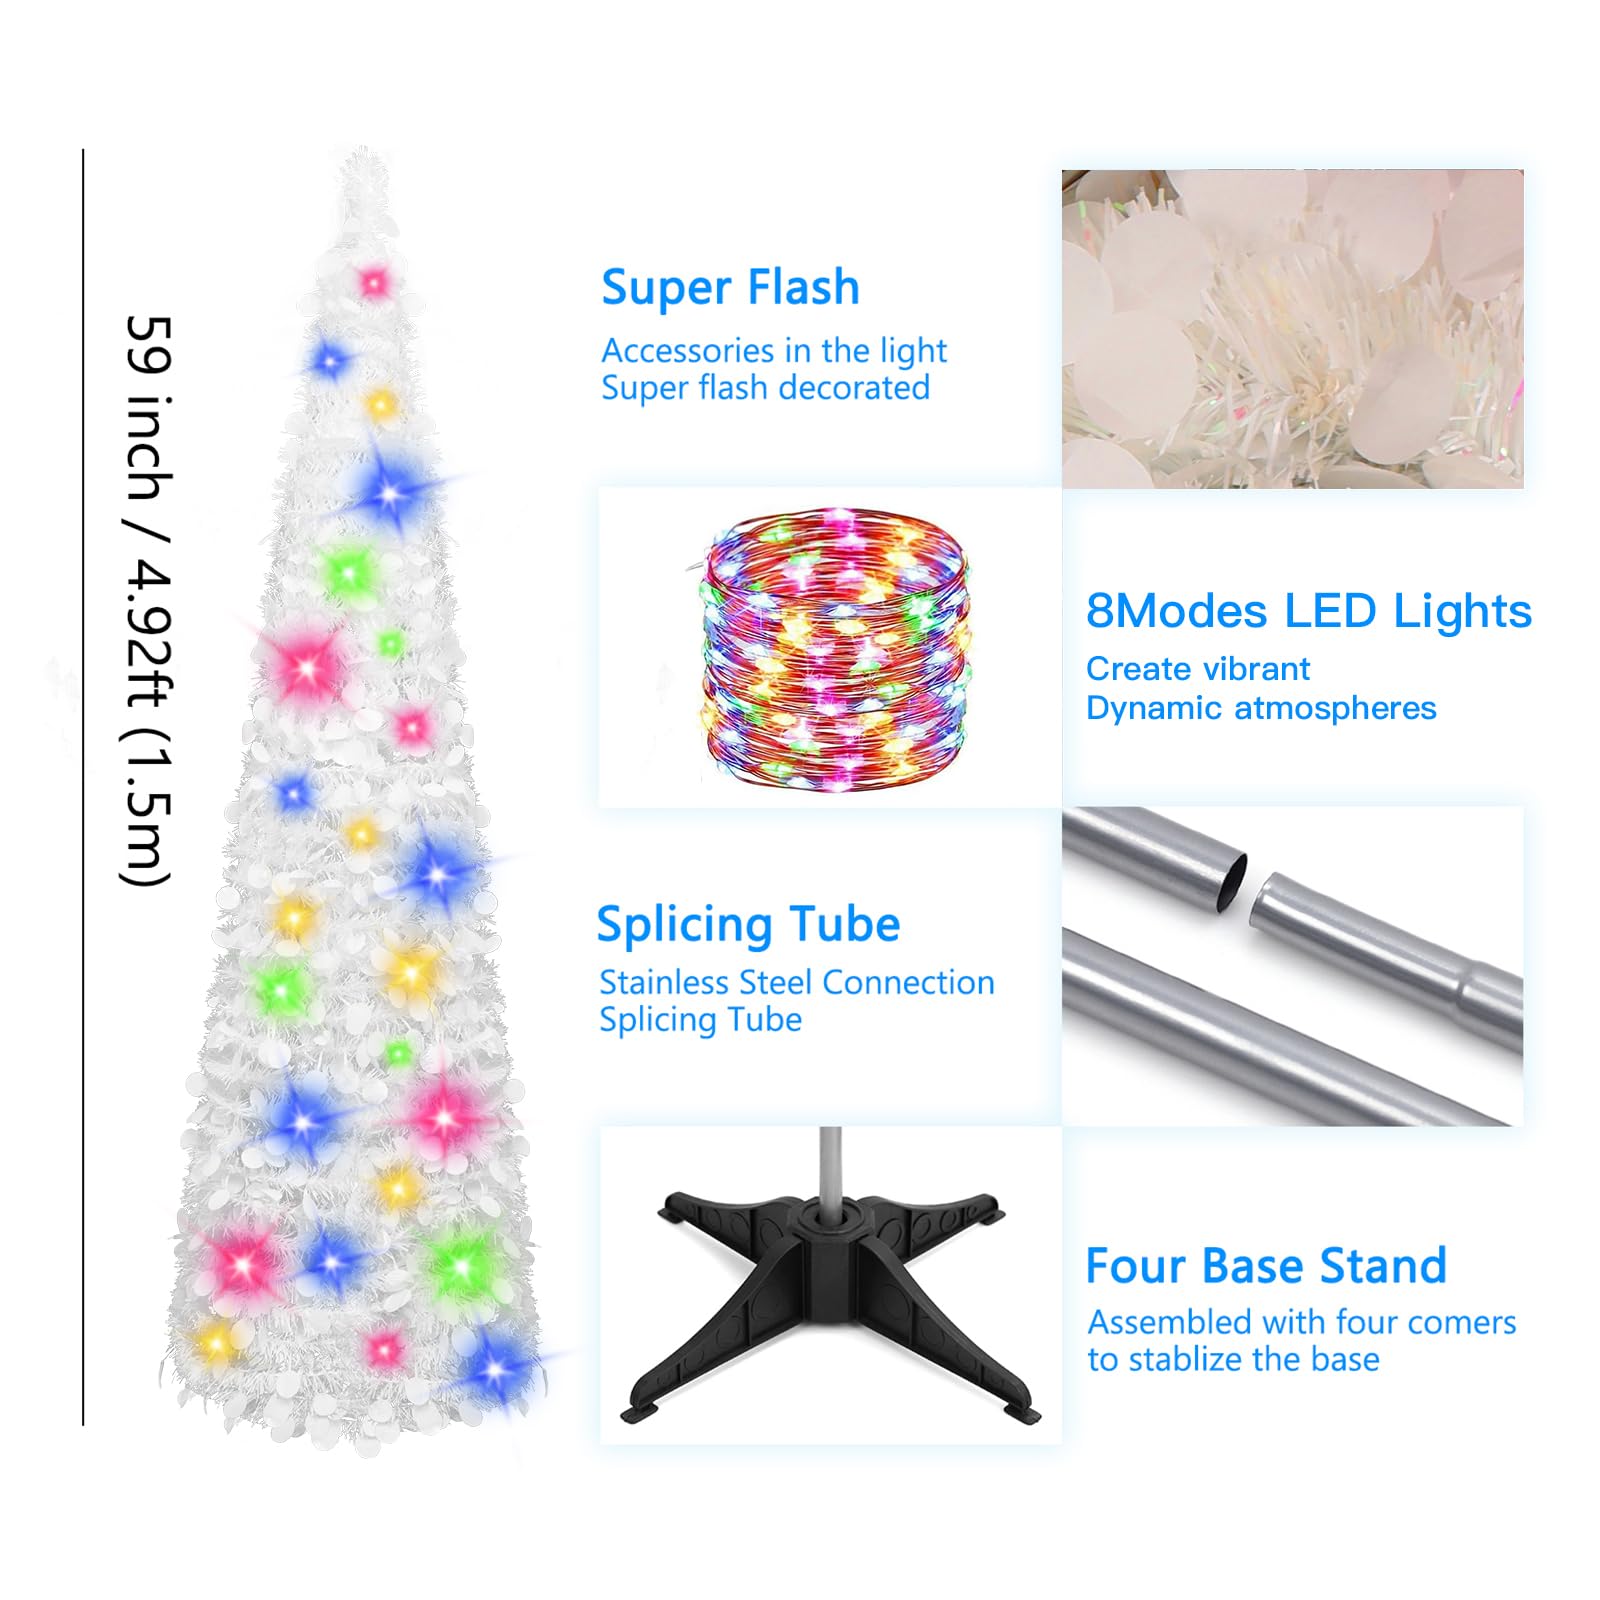 59 inch / 4.92ft (1.5m)
Super Flash
Accessories in the light
Super flash decorated
8Modes LED Lights
Create vibrant
Dynamic atmospheres
Splicing Tube
Stainless Steel Connection
Splicing Tube
Four Base Stand
Assembled with four comers
to stablize the base